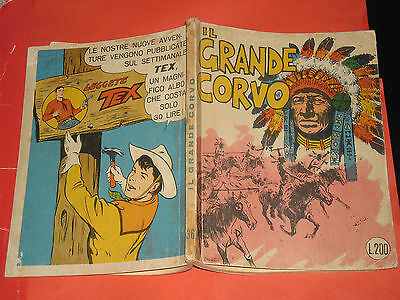 LE NOSTRE NUOVE AVVEN-
TURE VENGONO PUBBLICATE
SUL SETTIMANALE
TEX,
UN MAGNI
FICO ALBO
CHE COSTA
SOLO
30 LIRE!
LEGGETE
TEX
IL GRANDE CORVO
IL
GRANDE
CORVO
L.200